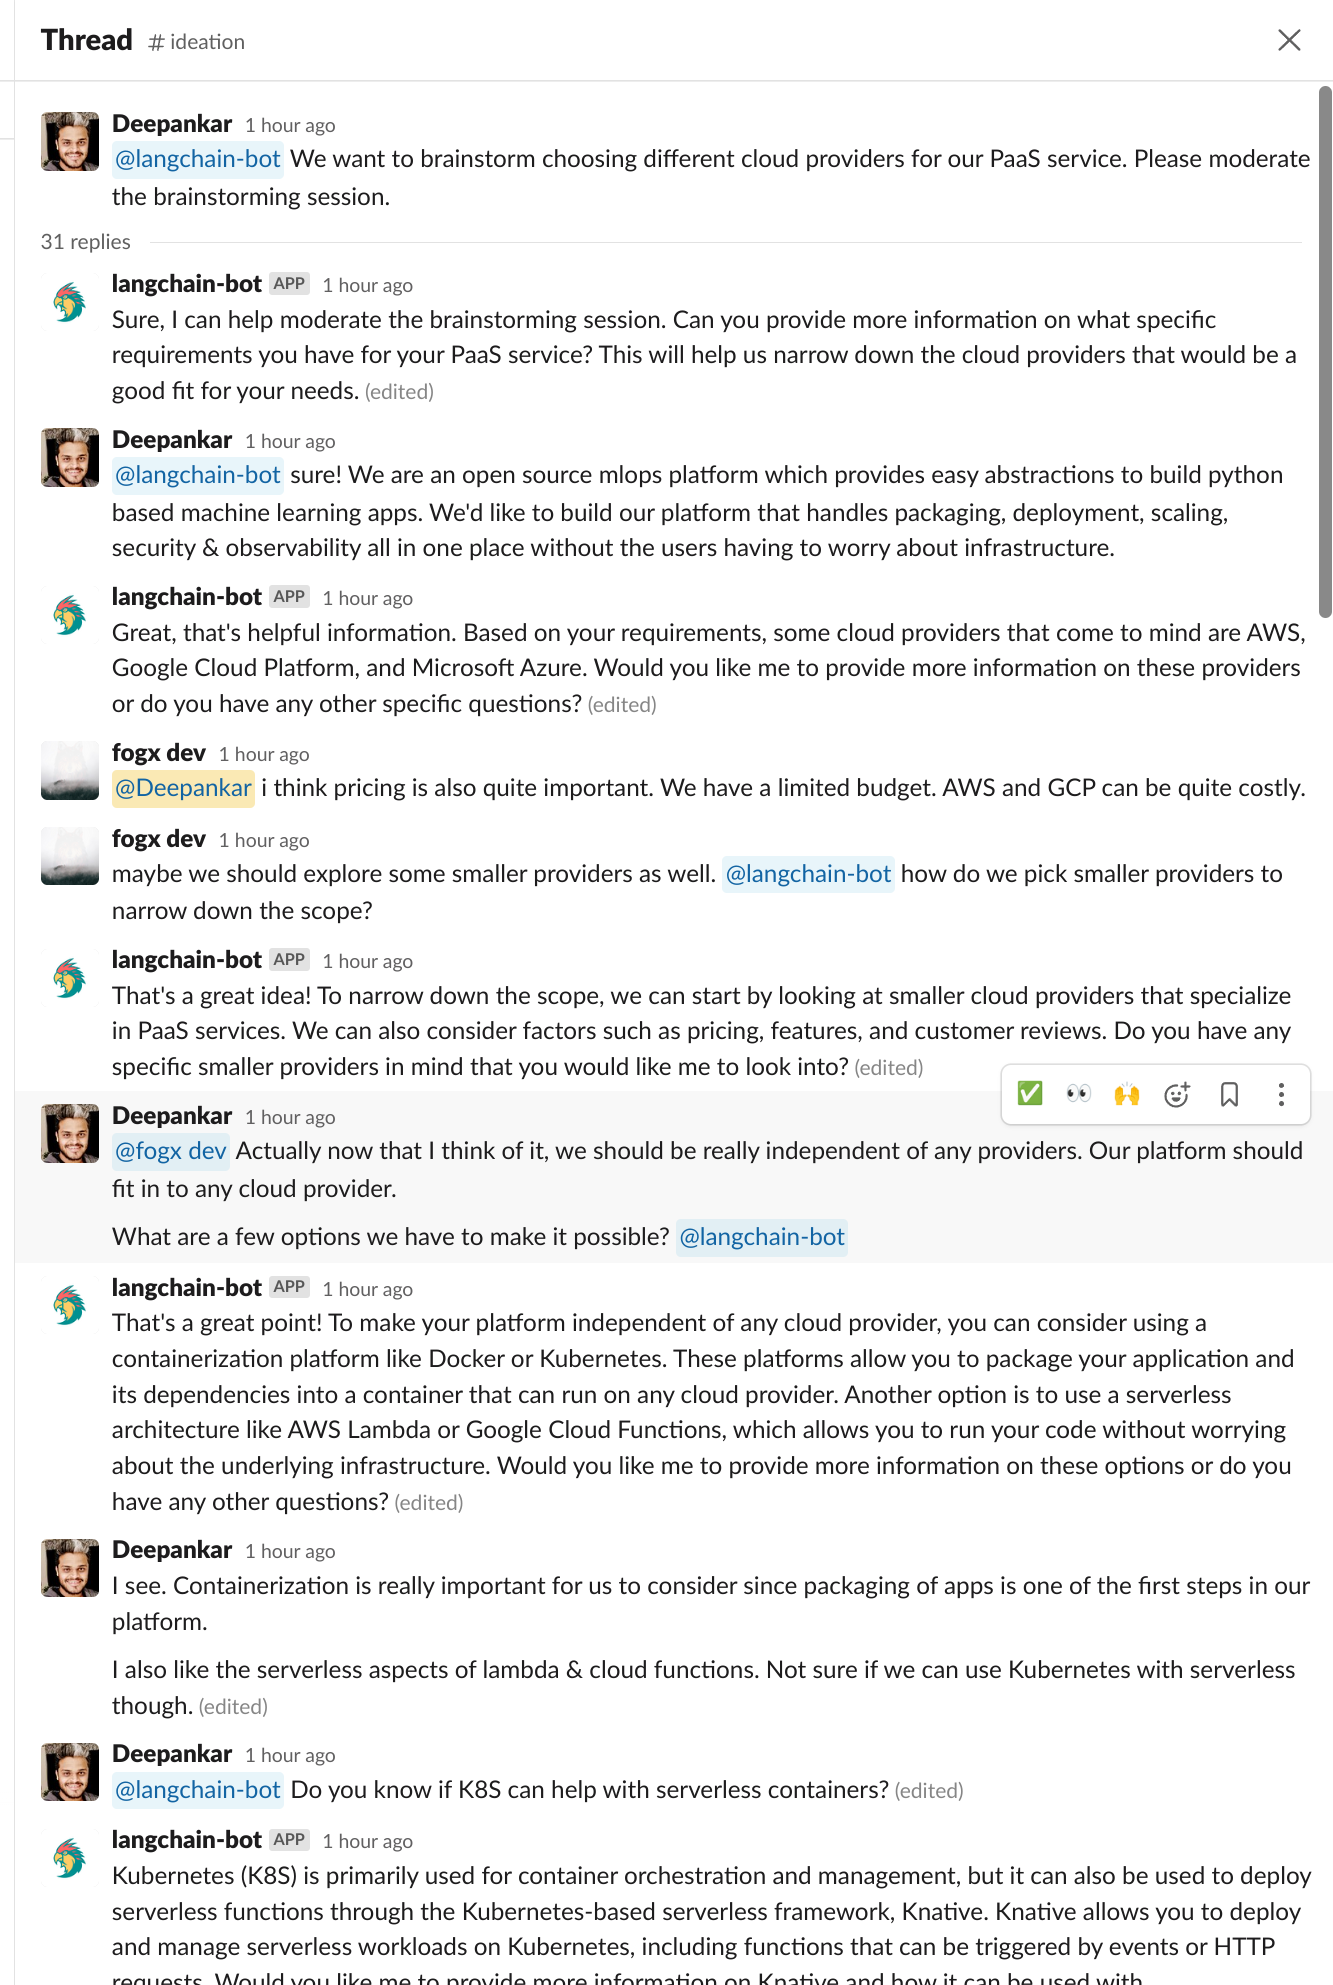 Thread # ideation
Deepankar 1 hour ago
@langchain-bot We want to brainstorm choosing different cloud providers for our PaaS service. Please moderate
the brainstorming session.
31 replies
langchain-bot APP 1 hour ago
Sure, I can help moderate the brainstorming session. Can you provide more information on what specific
requirements you have for your PaaS service? This will help us narrow down the cloud providers that would be a
good fit for your needs. (edited)
Deepankar 1 hour ago
@langchain-bot sure! We are an open source mlops platform which provides easy abstractions to build python
based machine learning apps. We'd like to build our platform that handles packaging, deployment, scaling,
security & observability all in one place without the users having to worry about infrastructure.
langchain-bot APP 1 hour ago
Great, that's helpful information. Based on your requirements, some cloud providers that come to mind are AWS,
Google Cloud Platform, and Microsoft Azure. Would you like me to provide more information on these providers
or do you have any other specific questions? (edited)
fogx dev 1 hour ago
@Deepankar i think pricing is also quite important. We have a limited budget. AWS and GCP can be quite costly.
fogx dev 1 hour ago
maybe we should explore some smaller providers as well. @langchain-bot how do we pick smaller providers to
narrow down the scope?
langchain-bot APP 1 hour ago
That's a great idea! To narrow down the scope, we can start by looking at smaller cloud providers that specialize
in PaaS services. We can also consider factors such as pricing, features, and customer reviews. Do you have any
specific smaller providers in mind that you would like me to look into? (edited)
Deepankar 1 hour ago
@fogx dev Actually now that I think of it, we should be really independent of any providers. Our platform should
fit in to any cloud provider.
What are a few options we have to make it possible? @langchain-bot
langchain-bot APP 1 hour ago
That's a great point! To make your platform independent of any cloud provider, you can consider using a
containerization platform like Docker or Kubernetes. These platforms allow you to package your application and
its dependencies into a container that can run on any cloud provider. Another option is to use a serverless
architecture like AWS Lambda or Google Cloud Functions, which allows you to run your code without worrying
about the underlying infrastructure. Would you like me to provide more information on these options or do you
have any other questions? (edited)
Deepankar 1 hour ago
I see. Containerization is really important for us to consider since packaging of apps is one of the first steps in our
platform.
I also like the serverless aspects of lambda & cloud functions. Not sure if we can use Kubernetes with serverless
though. (edited)
Deepankar 1 hour ago
@langchain-bot Do you know if K8S can help with serverless containers? (edited)
langchain-bot APP 1 hour ago
Kubernetes (K8S) is primarily used for container orchestration and management, but it can also be used to deploy
serverless functions through the Kubernetes-based serverless framework, Knative. Knative allows you to deploy
and manage serverless workloads on Kubernetes, including functions that can be triggered by events or HTTP
requests. Would you like me to provide more information on Knative and how it can be used with